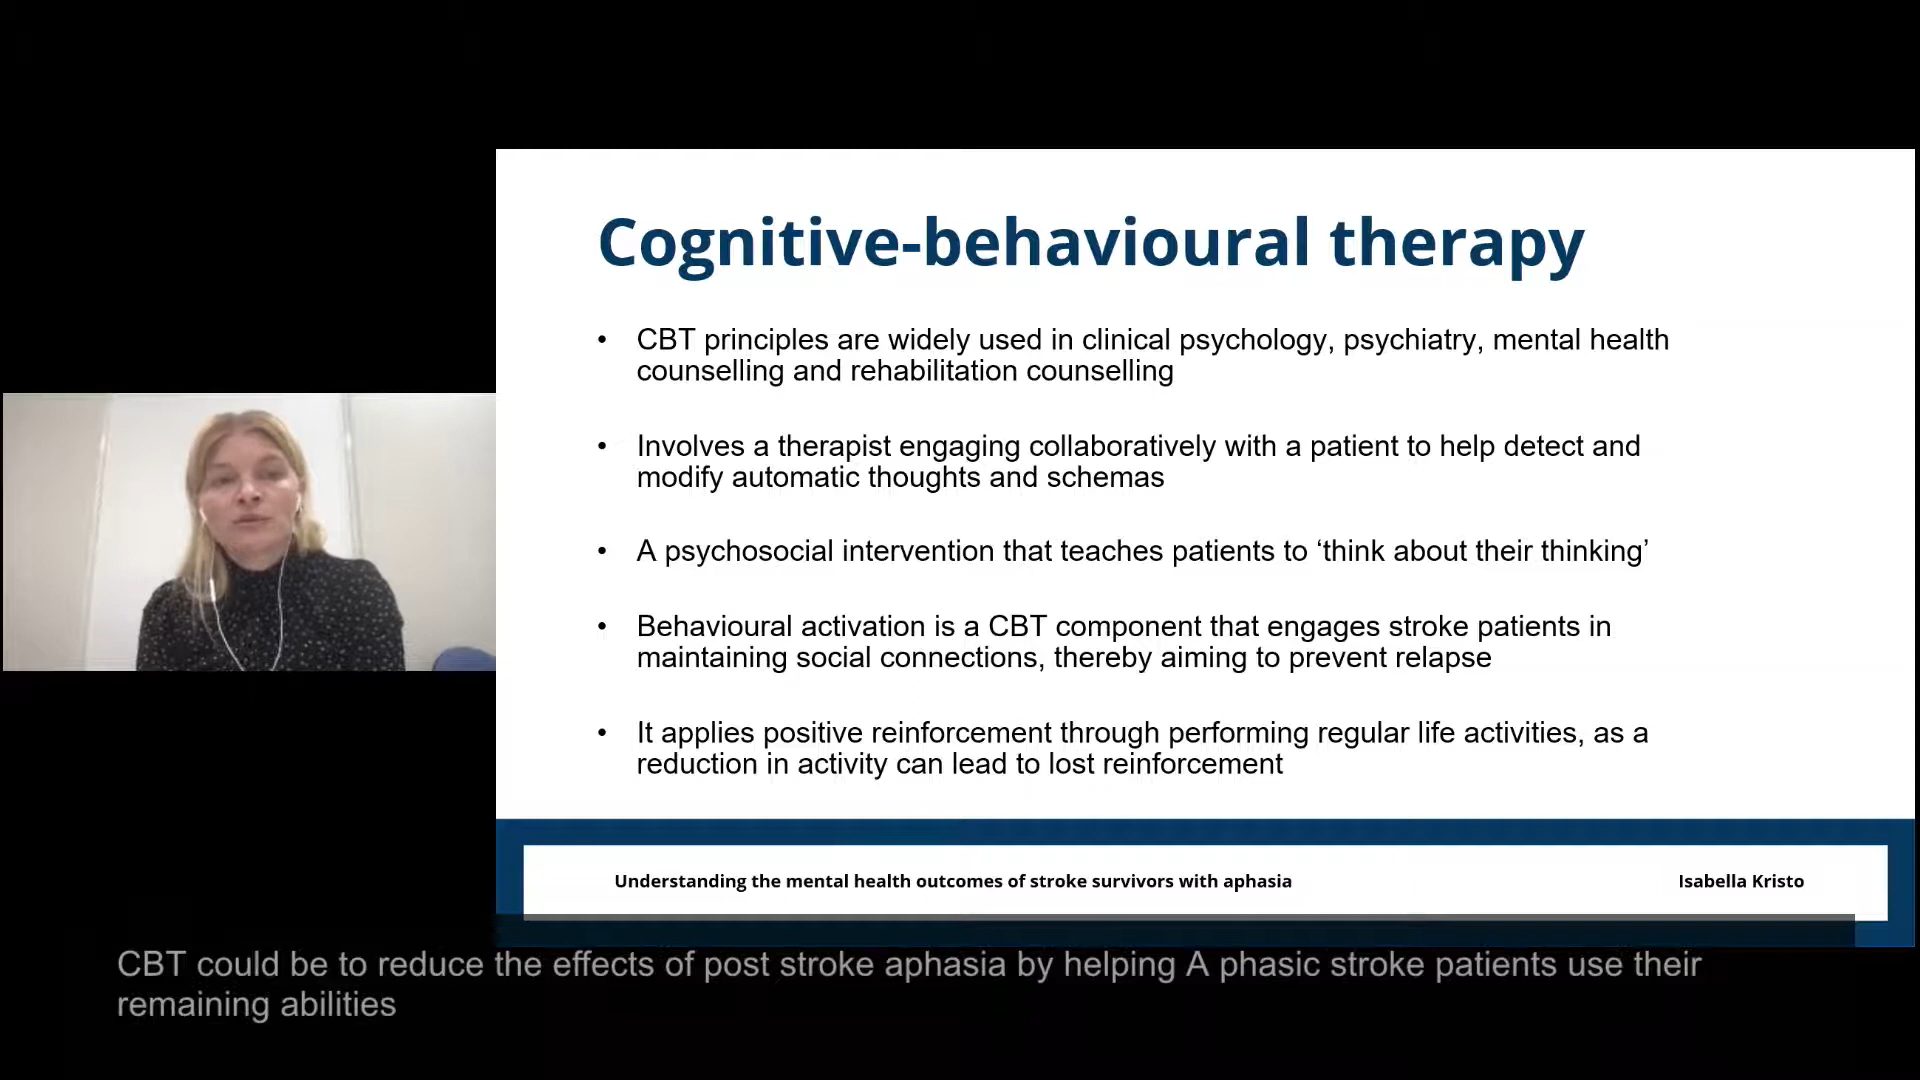 Cognitive-behavioural therapy
• CBT principles are widely used in clinical psychology, psychiatry, mental health
counselling and rehabilitation counselling
• Involves a therapist engaging collaboratively with a patient to help detect and
modify automatic thoughts and schemas
• A psychosocial intervention that teaches patients to ‘think about their thinking’
• Behavioural activation is a CBT component that engages stroke patients in
maintaining social connections, thereby aiming to prevent relapse
• It applies positive reinforcement through performing regular life activities, as a
reduction in activity can lead to lost reinforcement
Understanding the mental health outcomes of stroke survivors with aphasia
Isabella Kristo
CBT could be to reduce the effects of post stroke aphasia by helping A phasic stroke patients use their
remaining abilities